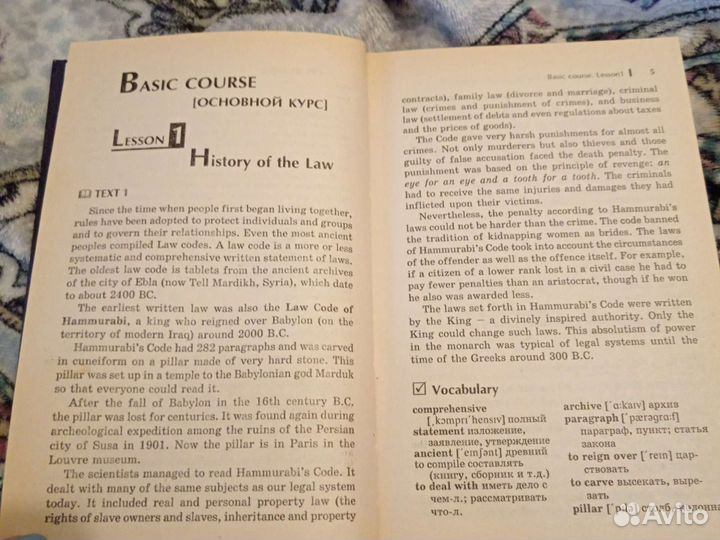 BASIC COURSE
[ОСНОВНОЙ КУРС]
LESSON 1
History of the Law
TEXT 1
Since the time when people first began living together,
rules have been adopted to protect individuals and groups
and to govern their relationships. Even the most ancient
peoples compiled Law codes. A law code is a more or less
systematic and comprehensive written statement of laws.
The oldest law code is tablets from the ancient archives
of the city of Ebla (now Tell Mardikh, Syria), which date
to about 2400 BC.
The earliest written law was also the Law Code of
Hammurabi, a king who reigned over Babylon (on the
territory of modern Iraq) around 2000 B.C.
Hammurabi's Code had 282 paragraphs and was carved
in cuneiform on a pillar made of very hard stone. This
pillar was set up in a temple to the Babylonian god Marduk
so that everyone could read it.
After the fall of Babylon in the 16th century B.C.
the pillar was lost for centuries. It was found again during
archeological expedition among the ruins of the Persian
city of Susa in 1901. Now the pillar is in Paris in the
Louvre museum.
The scientists managed to read Hammurabi's Code. It
dealt with many of the same subjects as our legal system
today. It included real and personal property law (the
rights of slave owners and slaves, inheritance and property
Basic course. Lesson1 5
contracts), family law (divorce and marriage), criminal
law (crimes and punishment of crimes), and business
law (settlement of debts and even regulations about taxes
and the prices of goods).
The Code gave very harsh punishments for almost all
crimes. Not only murderers but also thieves and those
guilty of false accusation faced the death penalty. The
punishment was based on the principle of revenge: an
eye for an eye and a tooth for a tooth. The criminals
had to receive the same injuries and damages they had
inflicted upon their victims.
Nevertheless, the penalty according to Hammurabi's
laws could not be harder than the crime. The code banned
the tradition of kidnapping women as brides. The laws
of Hammurabi's Code took into account the circumstances
of the offender as well as the offence itself. For example,
if a citizen of a lower rank lost in a civil case he had to
pay fewer penalties than an aristocrat, though if he won
he also was awarded less.
The laws set forth in Hammurabi's Code were written
by the King – a divinely inspired authority. Only the
King could change such laws. This absolutism of power
in the monarch was typical of legal systems until the
time of the Greeks around 300 B.C.
Vocabulary
comprehensive
[ˌkɔmprɪˈhensɪv] полный
statement изложение,
заявление, утверждение
ancient [ˈeɪnʃənt] древний
to compile составлять
(книгу, сборник и т.д.)
to deal with иметь дело с
чем-л.; рассматривать
что-л.
archive [ˈɑːkaɪv] архив
paragraph [ˈpærəgrɑːf]
параграф, пункт; статья
закона
to reign over [ˈreɪn] цар-
ствовать
to carve высекать, выре-
зать
pillar [ˈpɪlə] столб, колонна
Avito